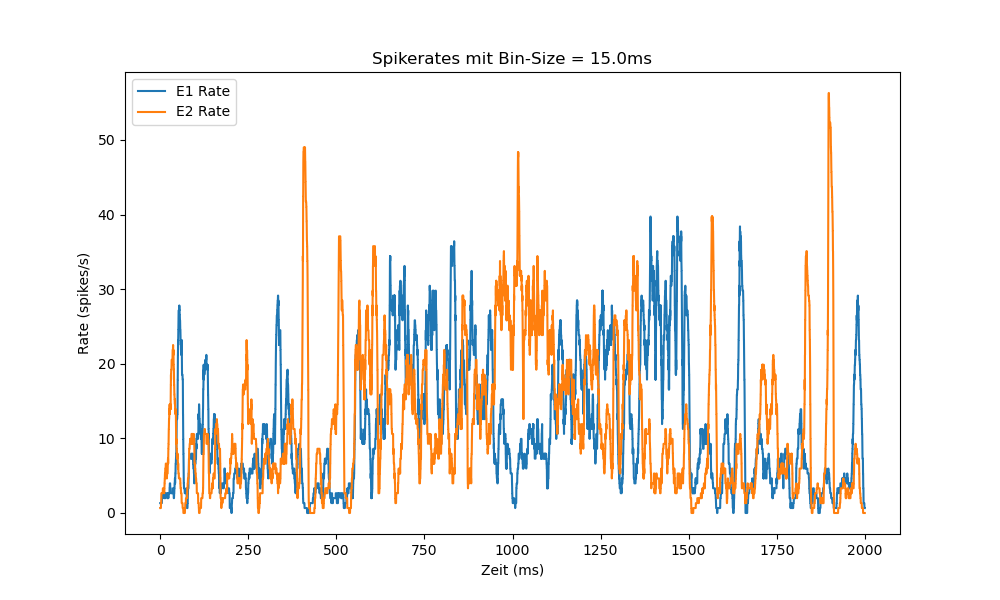 Spikerates mit Bin-Size = 15.0ms
E1 Rate
E2 Rate
Rate (spikes/s)
50
40
30
20
10
0
0 250 500 750 1000 1250 1500 1750 2000
Zeit (ms)